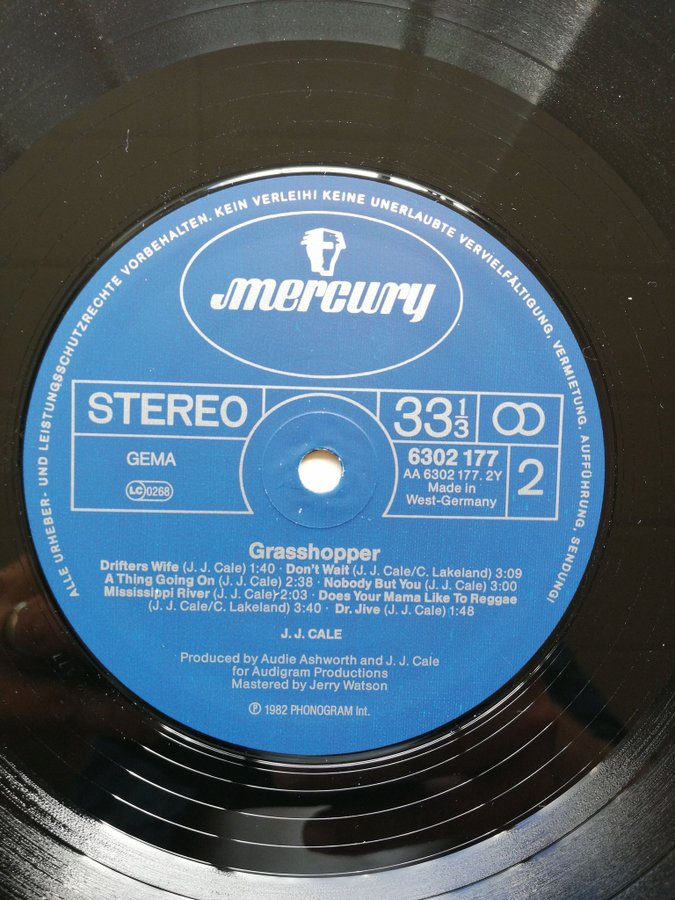 ALLE URHEBER- UND LEISTUNGSSCHUTZRECHTE VORBEHALTEN. KEIN VERLEIH! KEINE UNERLAUBTE VERVIELFÄLTIGUNG, VERMIETUNG, AUFFÜHRUNG, SENDUNG!
mercury
STEREO
33 1/3
GEMA
LC 0268
6302 177
AA 6302 177. 2Y
Made in
West-Germany
2
Grasshopper
Drifters Wife (J. J. Cale) 1:40 · Don't Wait (J. J. Cale/C. Lakeland) 3:09
A Thing Going On (J. J. Cale) 2:38 · Nobody But You (J. J. Cale) 3:00
Mississippi River (J. J. Cale) 2:03 · Does Your Mama Like To Reggae
(J. J. Cale/C. Lakeland) 3:40 · Dr. Jive (J. J. Cale) 1:48
J. J. CALE
Produced by Audie Ashworth and J. J. Cale
for Audigram Productions
Mastered by Jerry Watson
℗ 1982 PHONOGRAM Int.